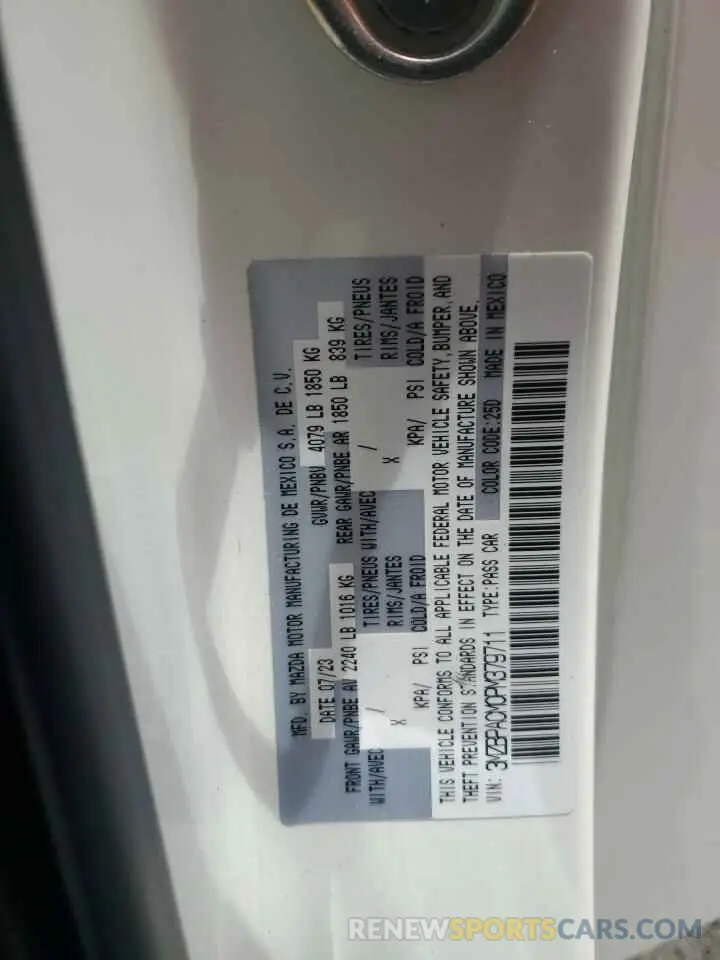 MFD. BY MAZDA MOTOR MANUFACTURING DE MEXICO S.A. DE C.V.
DATE 07/23 GVWR/PNBV 4079 LB 1850 KG
FRONT GAWR/PNBE AV 2240 LB 1016 KG REAR GAWR/PNBE AR 1850 LB 839 KG
WITH/AVEC / TIRES/PNEUS WITH/AVEC / TIRES/PNEUS
X RIMS/JANTES X RIMS/JANTES
KPA/ PSI COLD/A FROID KPA/ PSI COLD/A FROID
THIS VEHICLE CONFORMS TO ALL APPLICABLE FEDERAL MOTOR VEHICLE SAFETY, BUMPER, AND
THEFT PREVENTION STANDARDS IN EFFECT ON THE DATE OF MANUFACTURE SHOWN ABOVE.
VIN: 3MZBPACM0PM379711 TYPE:PASS CAR COLOR CODE:25D MADE IN MEXICO
RENEWSPORTSCARS.COM